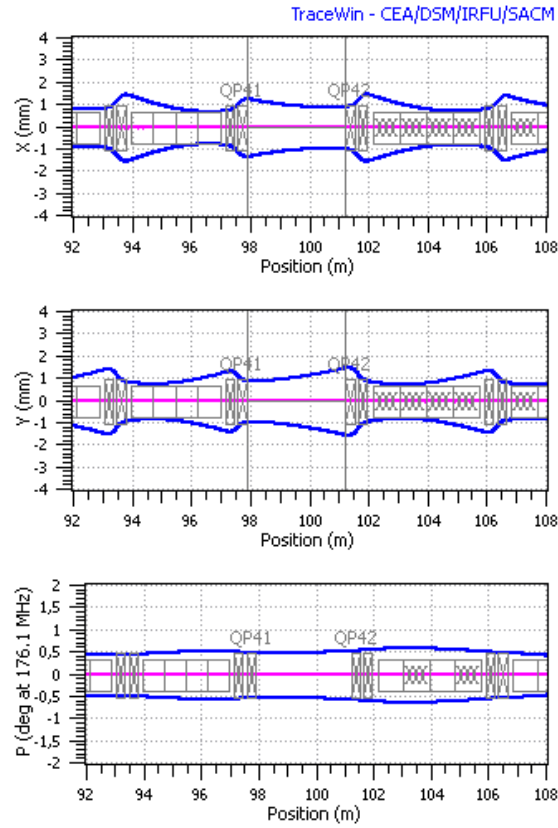 TraceWin - CEA/DSM/IRFU/SACM
X (mm)
4
3
2
1
0
-1
-2
-3
-4
QP41
QP42
92 94 96 98 100 102 104 106 108
Position (m)
Y (mm)
4
3
2
1
0
-1
-2
-3
-4
QP41
QP42
92 94 96 98 100 102 104 106 108
Position (m)
P (deg at 176.1 MHz)
2
1,5
1
0,5
0
-0,5
-1
-1,5
-2
QP41
QP42
92 94 96 98 100 102 104 106 108
Position (m)